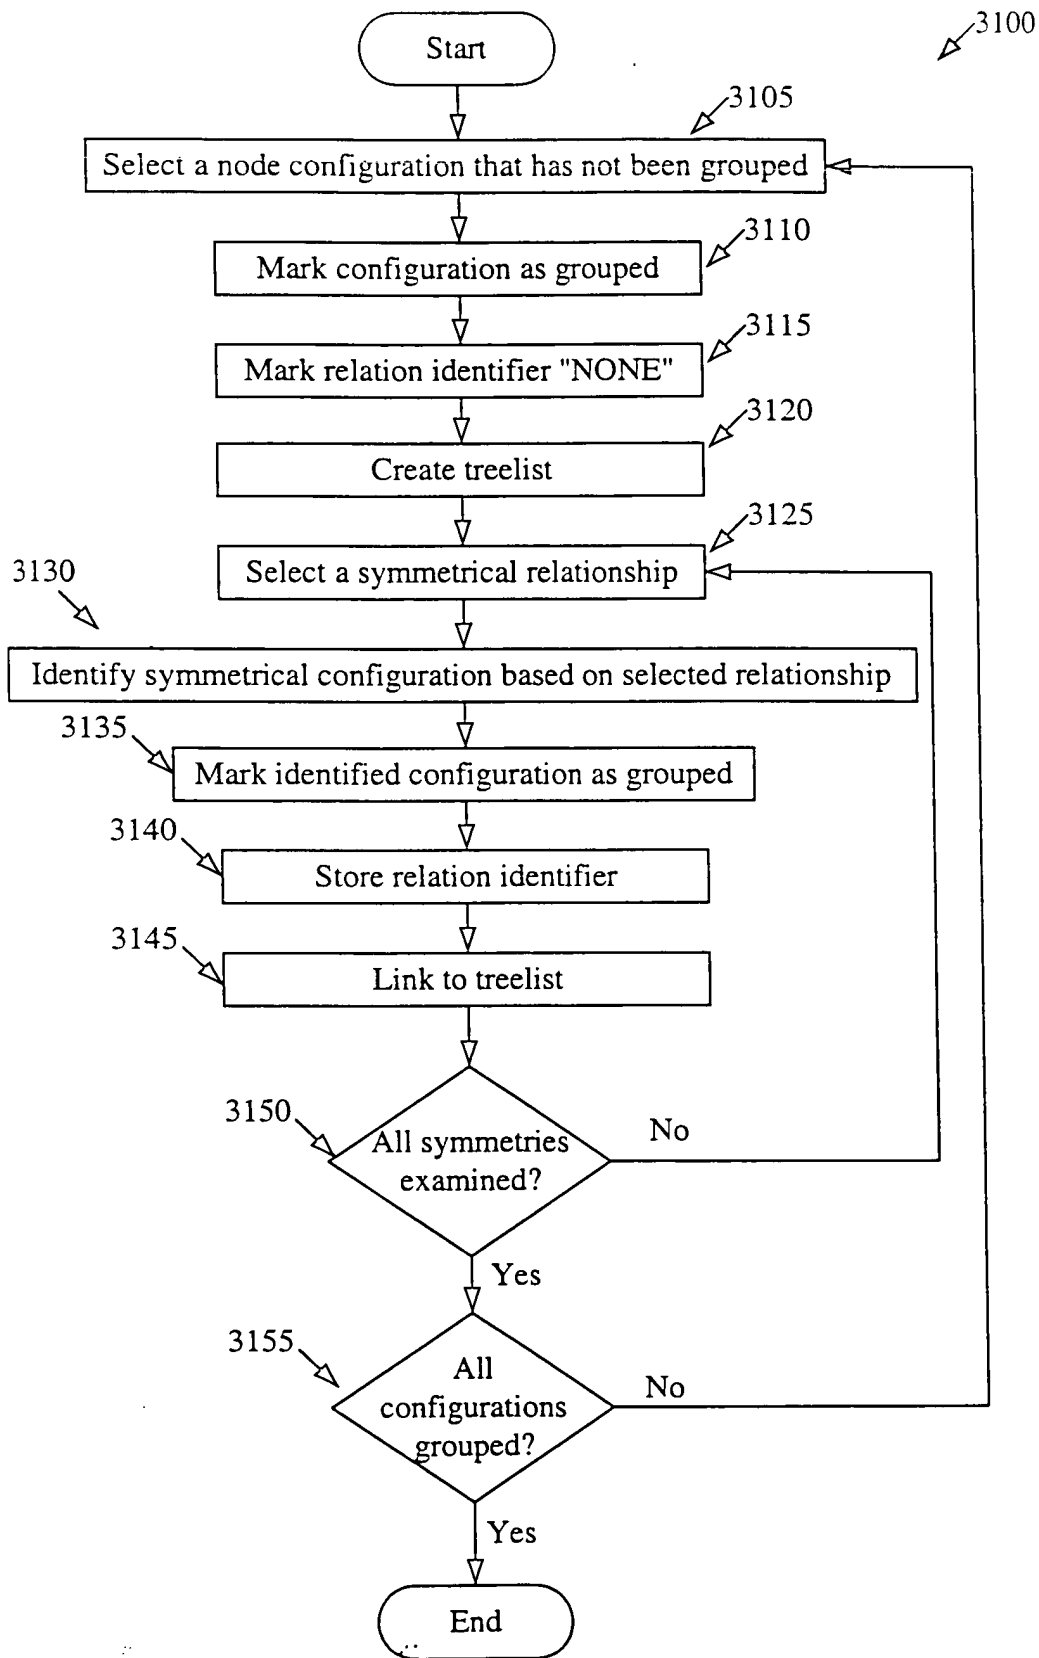 Start
3100
3105
Select a node configuration that has not been grouped
3110
Mark configuration as grouped
3115
Mark relation identifier "NONE"
3120
Create treelist
3125
Select a symmetrical relationship
3130
Identify symmetrical configuration based on selected relationship
3135
Mark identified configuration as grouped
3140
Store relation identifier
3145
Link to treelist
3150
All symmetries
examined?
No
Yes
3155
All
configurations
grouped?
No
Yes
End